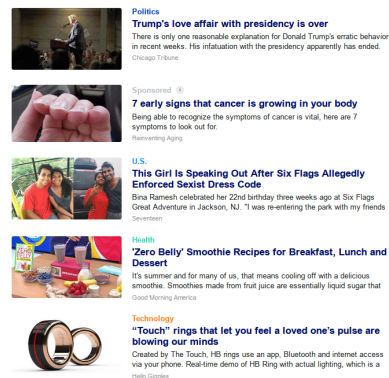 Politics
Trump's love affair with presidency is over
There is only one reasonable explanation for Donald Trump's erratic behavior
in recent weeks. His infatuation with the presidency apparently has ended.
Chicago Tribune
Sponsored
7 early signs that cancer is growing in your body
Being able to recognize the symptoms of cancer is vital, here are 7
symptoms to look out for.
Reinventing Aging
U.S.
This Girl Is Speaking Out After Six Flags Allegedly
Enforced Sexist Dress Code
Bina Ramesh celebrated her 22nd birthday three weeks ago at Six Flags
Great Adventure in Jackson, NJ. "I was re-entering the park with my friends
Seventeen
Health
'Zero Belly' Smoothie Recipes for Breakfast, Lunch and
Dessert
It's summer and for many of us, that means cooling off with a delicious
smoothie. Smoothies made from fruit juice are essentially liquid sugar that
Good Morning America
Technology
“Touch” rings that let you feel a loved one's pulse are
blowing our minds
Created by The Touch, HB rings use an app, Bluetooth and internet access
via your phone. Real-time demo of HB Ring with actual lighting, which is a
Hello Giggles